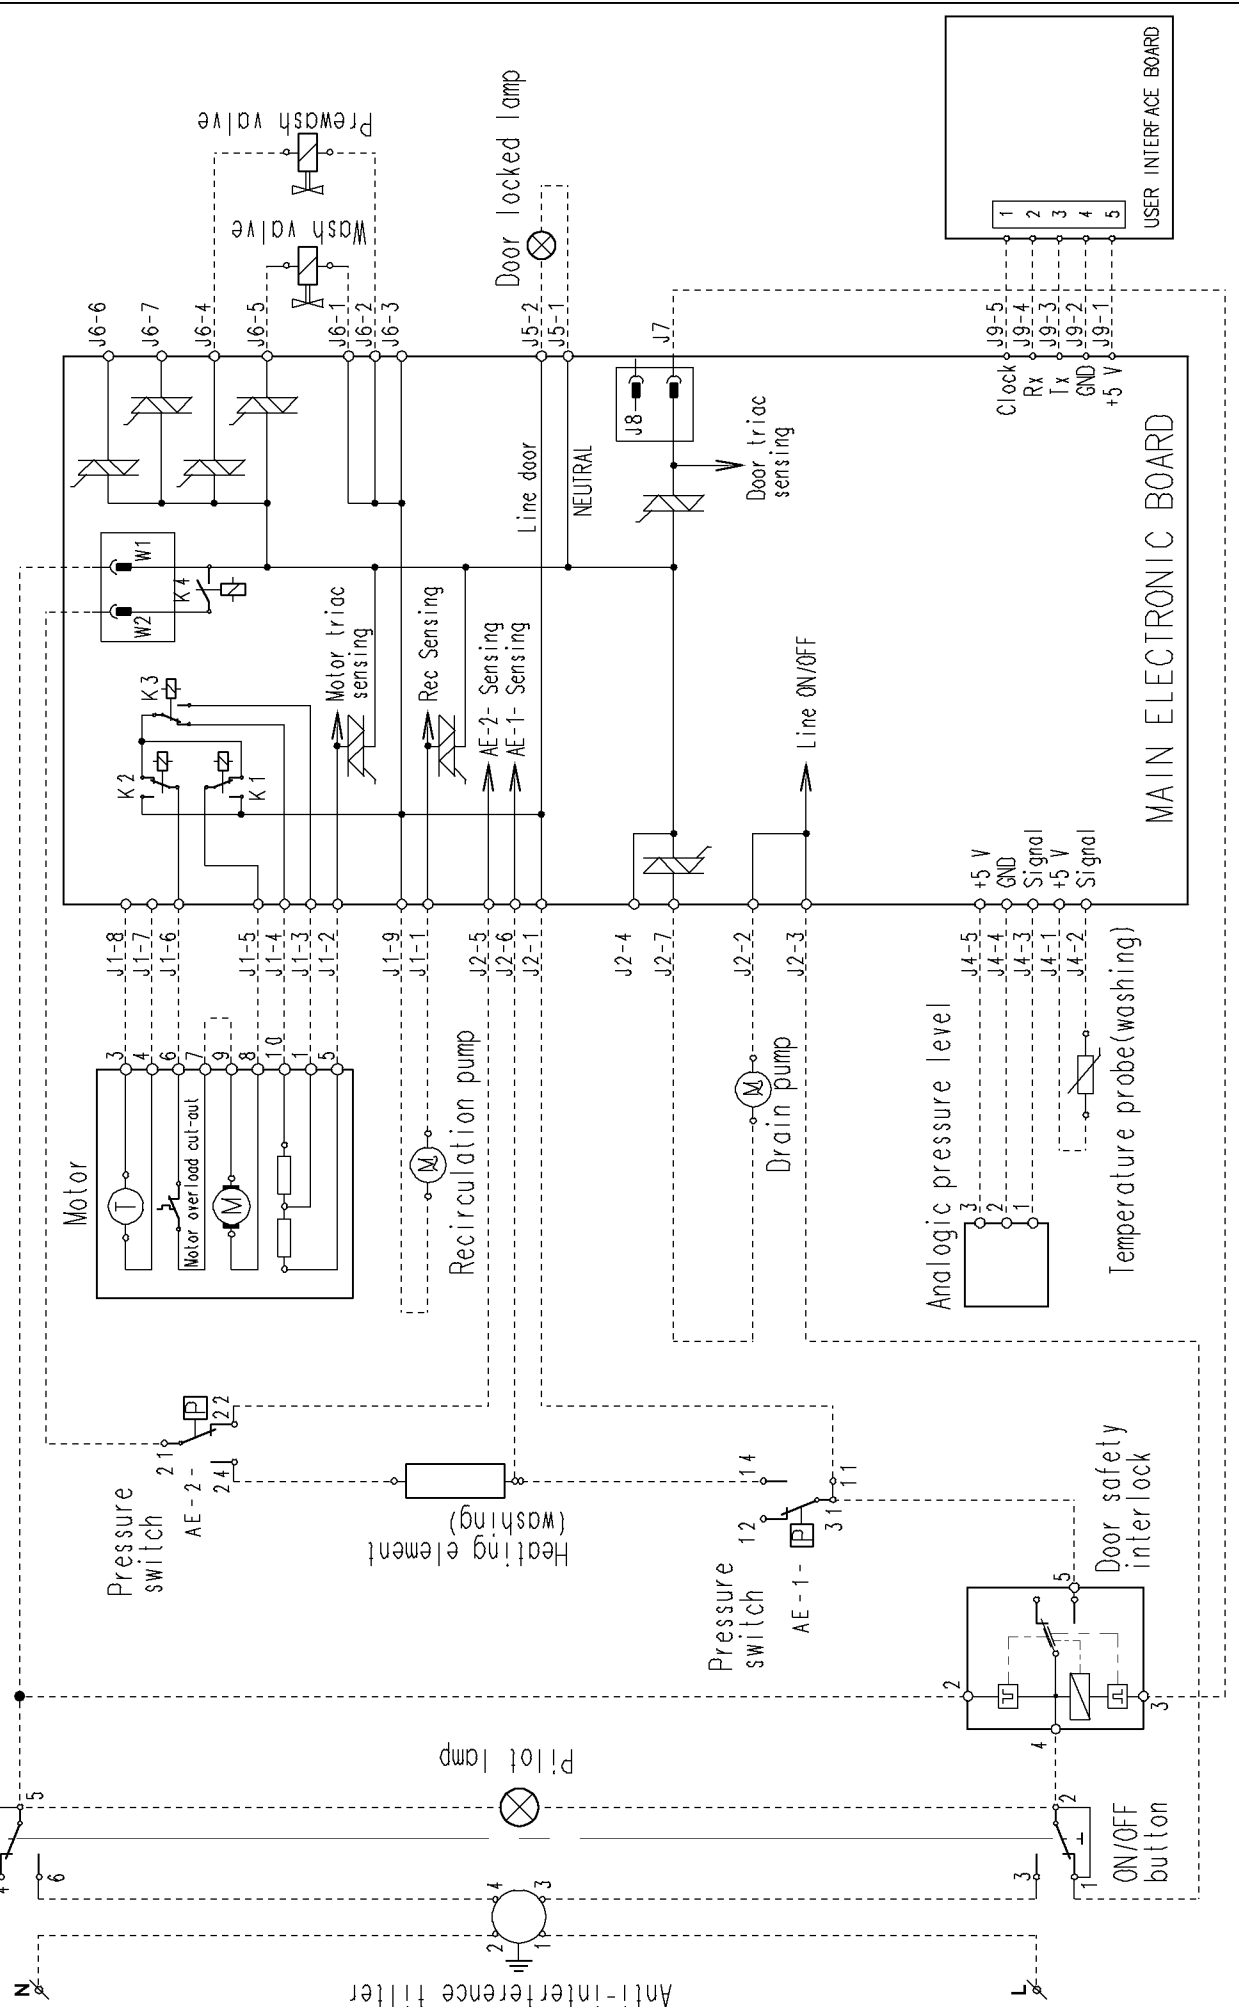 Prewash valve
Wash valve
Door locked lamp
USER INTERFACE BOARD
1
2
3
4
5
J6-6
J6-7
J6-4
J6-5
J6-1
J6-2
J6-3
J5-2
J5-1
J7
J9-5
J9-4
J9-3
J9-2
J9-1
Clock
Rx
Tx
GND
+5 V
J8
Line door
NEUTRAL
Door triac
sensing
W1
W2
K4
K3
K2
K1
Motor triac
sensing
Rec Sensing
AE-2- Sensing
AE-1- Sensing
Line ON/OFF
MAIN ELECTRONIC BOARD
+5 V
GND
Signal
+5 V
Signal
J1-8
J1-7
J1-6
J1-5
J1-4
J1-3
J1-2
J1-9
J1-1
J2-5
J2-6
J2-1
J2-4
J2-7
J2-2
J2-3
J4-5
J4-4
J4-3
J4-1
J4-2
3
4
6
7
9
8
10
1
5
Motor
T
Motor overload cut-out
M
M
Recirculation pump
M
Drain pump
Analogic pressure level
3
2
1
Temperature probe(washing)
Pressure
switch
AE-2-
P
21
22
24
Heating element
(washing)
Pressure
switch
AE-1-
P
12
14
11
31
Door safety
interlock
2
5
4
3
Pilot lamp
5
4
6
ON/OFF
button
2
3
1
4
3
2
1
Anti-interference filter
N
L